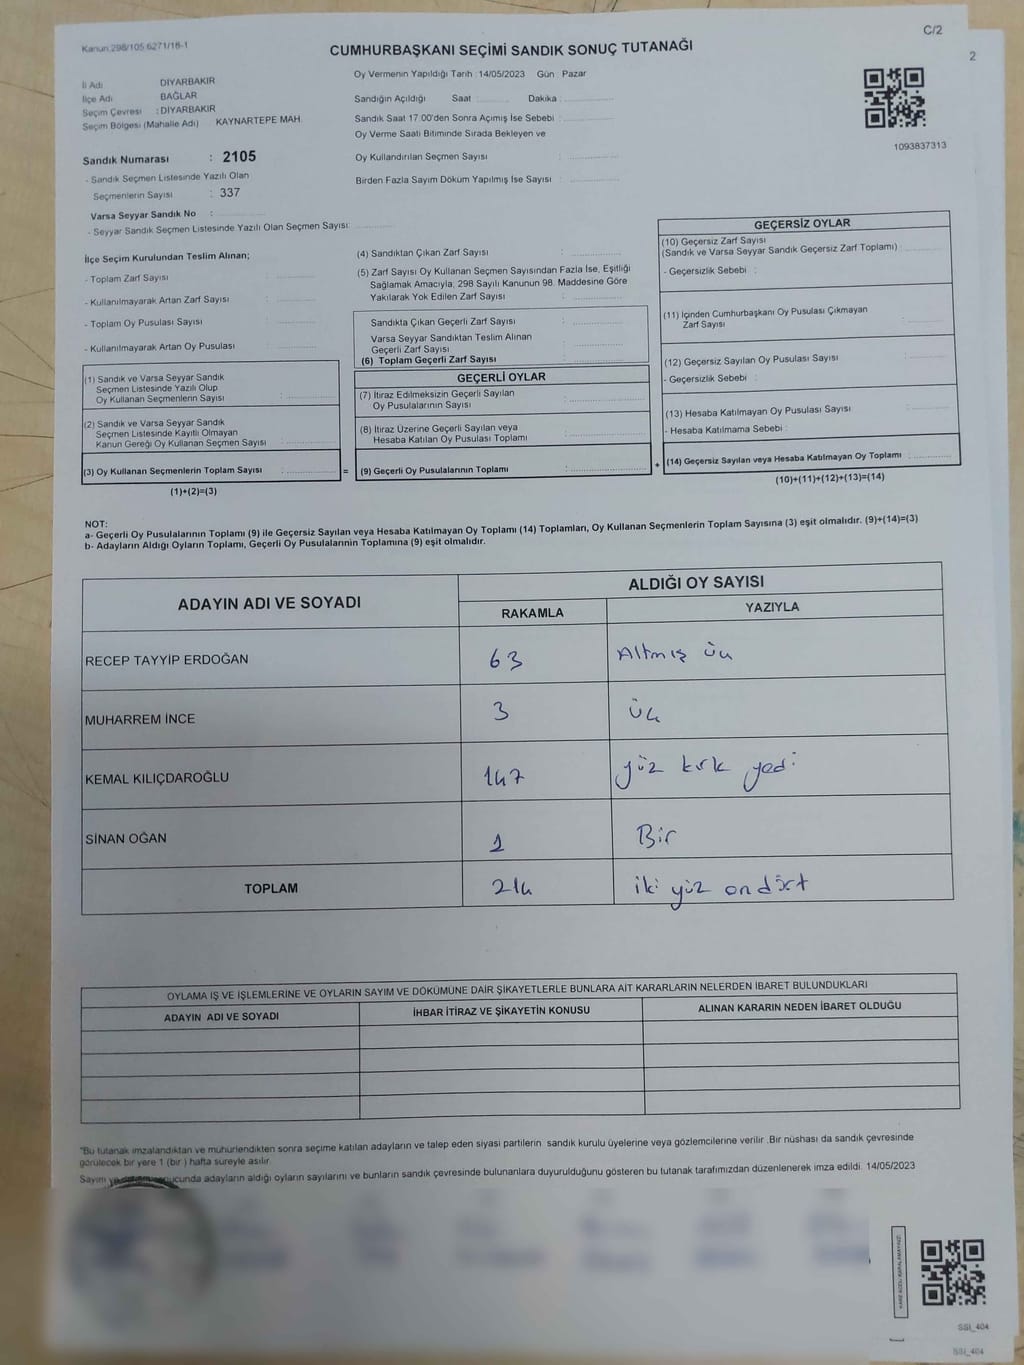 Kanun.298/105.6271/16-1
C/2
2
CUMHURBAŞKANI SEÇİMİ SANDIK SONUÇ TUTANAĞI
İl Adı : DİYARBAKIR
İlçe Adı BAĞLAR
Seçim Çevresi : DİYARBAKIR
Seçim Bölgesi (Mahalle Adı) KAYNARTEPE MAH.
Sandık Numarası : 2105
- Sandık Seçmen Listesinde Yazılı Olan
Seçmenlerin Sayısı : 337
Varsa Seyyar Sandık No :
- Seyyar Sandık Seçmen Listesinde Yazılı Olan Seçmen Sayısı:
Oy Vermenin Yapıldığı Tarih : 14/05/2023 Gün : Pazar
Sandığın Açıldığı Saat : Dakika :
Sandık Saat 17:00'den Sonra Açımış İse Sebebi :
Oy Verme Saati Bitiminde Sırada Bekleyen ve
Oy Kullandırılan Seçmen Sayısı :
Birden Fazla Sayım Döküm Yapılmış İse Sayısı :
1093837313
İlçe Seçim Kurulundan Teslim Alınan;
- Toplam Zarf Sayısı :
- Kullanılmayarak Artan Zarf Sayısı :
- Toplam Oy Pusulası Sayısı :
- Kullanılmayarak Artan Oy Pusulası :
(1) Sandık ve Varsa Seyyar Sandık
Seçmen Listesinde Yazılı Olup
Oy Kullanan Seçmenlerin Sayısı :
(2) Sandık ve Varsa Seyyar Sandık
Seçmen Listesinde Kayıtlı Olmayan
Kanun Gereği Oy Kullanan Seçmen Sayısı :
(3) Oy Kullanan Seçmenlerin Toplam Sayısı :
(1)+(2)=(3)
(4) Sandıktan Çıkan Zarf Sayısı :
(5) Zarf Sayısı Oy Kullanan Seçmen Sayısından Fazla İse, Eşitliği
Sağlamak Amacıyla, 298 Sayılı Kanunun 98. Maddesine Göre
Yakılarak Yok Edilen Zarf Sayısı :
Sandıkta Çıkan Geçerli Zarf Sayısı :
Varsa Seyyar Sandıktan Teslim Alınan
Geçerli Zarf Sayısı :
(6) Toplam Geçerli Zarf Sayısı :
GEÇERLİ OYLAR
(7) İtiraz Edilmeksizin Geçerli Sayılan
Oy Pusulalarının Sayısı :
(8) İtiraz Üzerine Geçerli Sayılan veya
Hesaba Katılan Oy Pusulası Toplamı :
= (9) Geçerli Oy Pusulalarının Toplamı : +
GEÇERSİZ OYLAR
(10) Geçersiz Zarf Sayısı
(Sandık ve Varsa Seyyar Sandık Geçersiz Zarf Toplamı) :
- Geçersizlik Sebebi :
(11) İçinden Cumhurbaşkanı Oy Pusulası Çıkmayan
Zarf Sayısı :
(12) Geçersiz Sayılan Oy Pusulası Sayısı :
- Geçersizlik Sebebi :
(13) Hesaba Katılmayan Oy Pusulası Sayısı :
- Hesaba Katılmama Sebebi :
(14) Geçersiz Sayılan veya Hesaba Katılmayan Oy Toplamı :
(10)+(11)+(12)+(13)=(14)
NOT:
a- Geçerli Oy Pusulalarının Toplamı (9) ile Geçersiz Sayılan veya Hesaba Katılmayan Oy Toplamı (14) Toplamları, Oy Kullanan Seçmenlerin Toplam Sayısına (3) eşit olmalıdır. (9)+(14)=(3)
b- Adayların Aldığı Oyların Toplamı, Geçerli Oy Pusulalarının Toplamına (9) eşit olmalıdır.
ADAYIN ADI VE SOYADI ALDIĞI OY SAYISI
RAKAMLA YAZIYLA
RECEP TAYYİP ERDOĞAN 63 Altmış üç
MUHARREM İNCE 3 üç
KEMAL KILIÇDAROĞLU 147 yüz kırk yedi
SİNAN OĞAN 1 Bir
TOPLAM 214 iki yüz ondört
OYLAMA İŞ VE İŞLEMLERİNE VE OYLARIN SAYIM VE DÖKÜMÜNE DAİR ŞİKAYETLERLE BUNLARA AİT KARARLARIN NELERDEN İBARET BULUNDUKLARI
ADAYIN ADI VE SOYADI İHBAR İTİRAZ VE ŞİKAYETİN KONUSU ALINAN KARARIN NEDEN İBARET OLDUĞU
"Bu tutanak imzalandıktan ve mühürlendikten sonra seçime katılan adayların ve talep eden siyasi partilerin sandık kurulu üyelerine veya gözlemcilerine verilir .Bir nüshası da sandık çevresinde
görülecek bir yere 1 (bir ) hafta süreyle asılır.
Sayım ve döküm sonucunda adayların aldığı oyların sayılarını ve bunların sandık çevresinde bulunanlara duyurulduğunu gösteren bu tutanak tarafımızdan düzenlenerek imza edildi. 14/05/2023
SSI_404
SSI_404